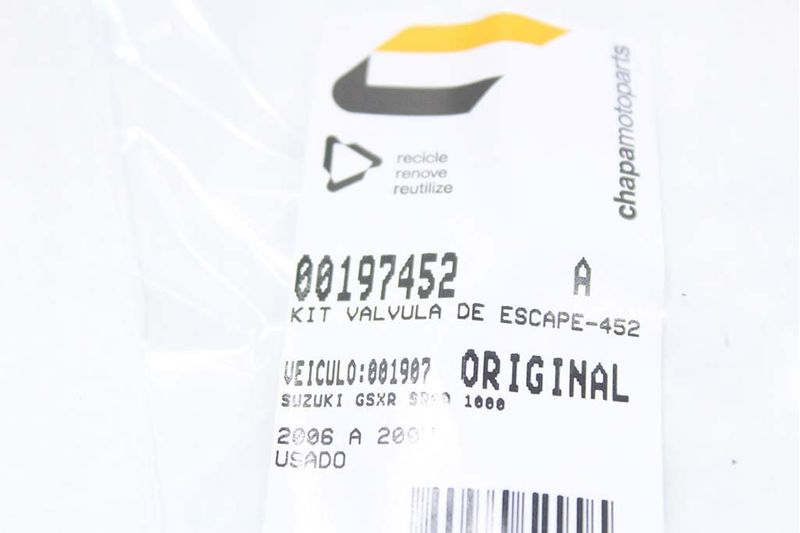 chapamotoparts
recicle
renove
reutilize
00197452 A
KIT VALVULA DE ESCAPE-452
VEICULO:001907 ORIGINAL
SUZUKI GSXR 1000
2006 A
USADO